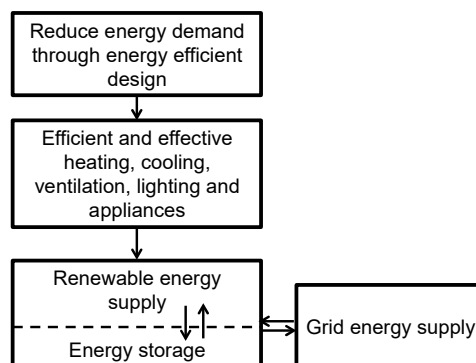 Reduce energy demand
through energy efficient
design
Efficient and effective
heating, cooling,
ventilation, lighting and
appliances
Renewable energy
supply
Energy storage
Grid energy supply